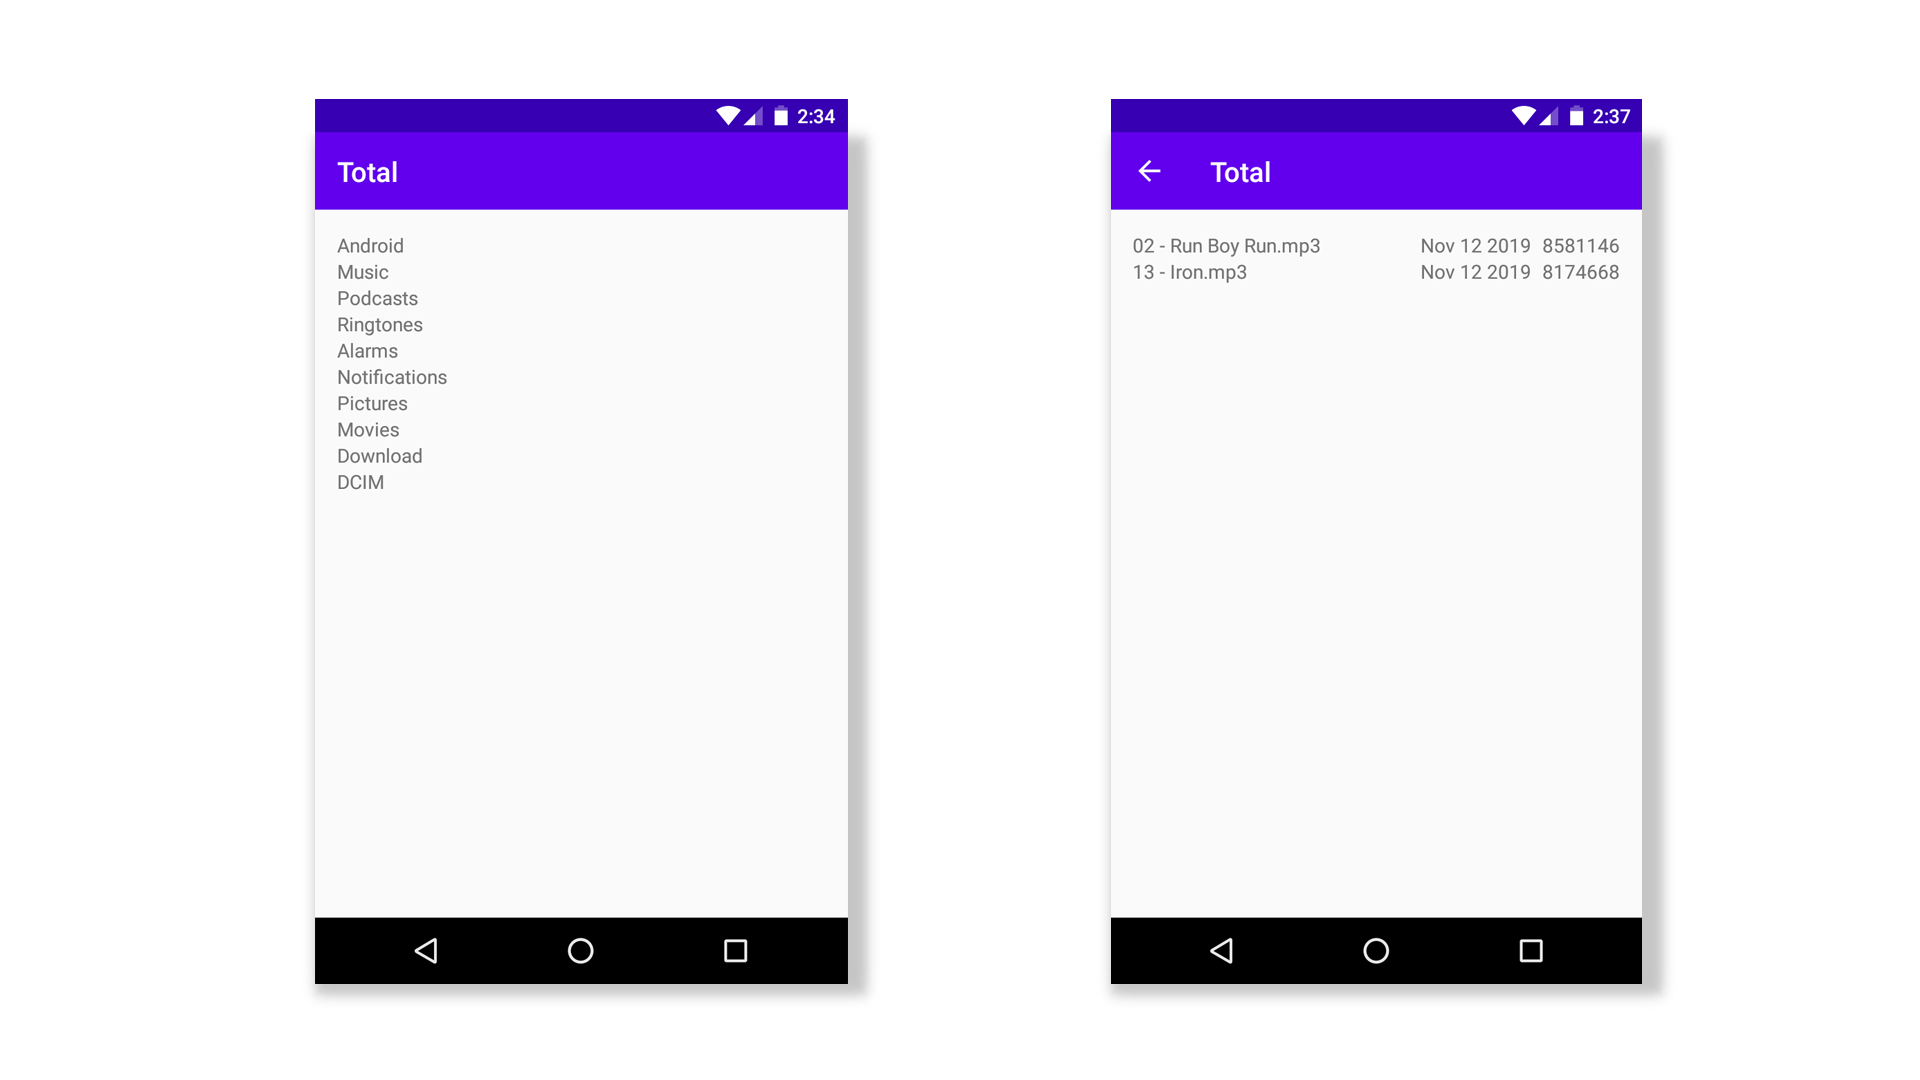 2:34
Total
Android
Music
Podcasts
Ringtones
Alarms
Notifications
Pictures
Movies
Download
DCIM
2:37
Total
02 - Run Boy Run.mp3 Nov 12 2019 8581146
13 - Iron.mp3 Nov 12 2019 8174668